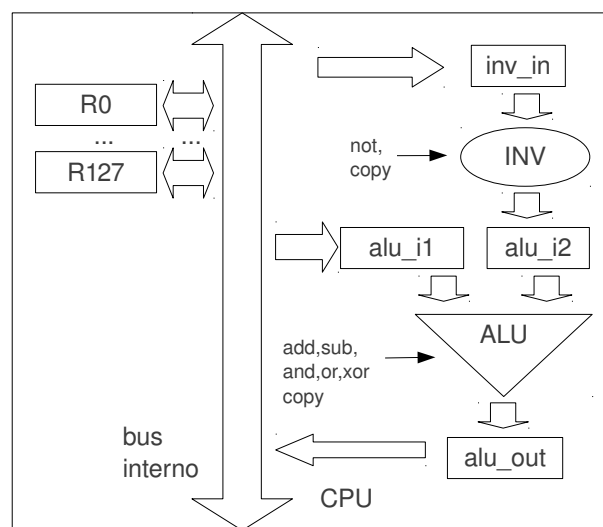 inv_in
R0
... ...
R127
not,
copy
INV
alu_i1
alu_i2
ALU
add,sub,
and,or,xor
copy
bus
interno
alu_out
CPU